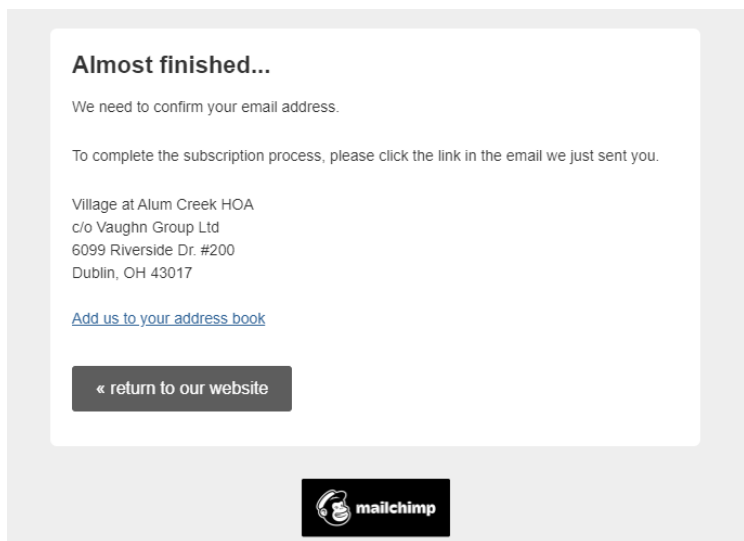 Almost finished...
We need to confirm your email address.
To complete the subscription process, please click the link in the email we just sent you.
Village at Alum Creek HOA
c/o Vaughn Group Ltd
6099 Riverside Dr. #200
Dublin, OH 43017
Add us to your address book
« return to our website
mailchimp